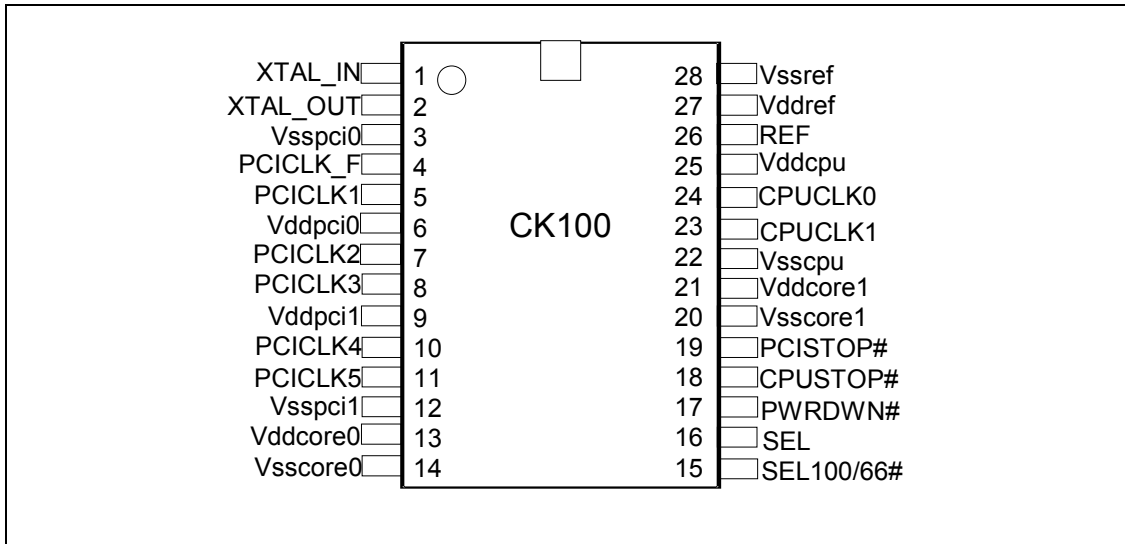 XTAL_IN 1 28 Vssref
XTAL_OUT 2 27 Vddref
Vsspci0 3 26 REF
PCICLK_F 4 25 Vddcpu
PCICLK1 5 24 CPUCLK0
Vddpci0 6 CK100 23 CPUCLK1
PCICLK2 7 22 Vsscpu
PCICLK3 8 21 Vddcore1
Vddpci1 9 20 Vsscore1
PCICLK4 10 19 PCISTOP#
PCICLK5 11 18 CPUSTOP#
Vsspci1 12 17 PWRDWN#
Vddcore0 13 16 SEL
Vsscore0 14 15 SEL100/66#